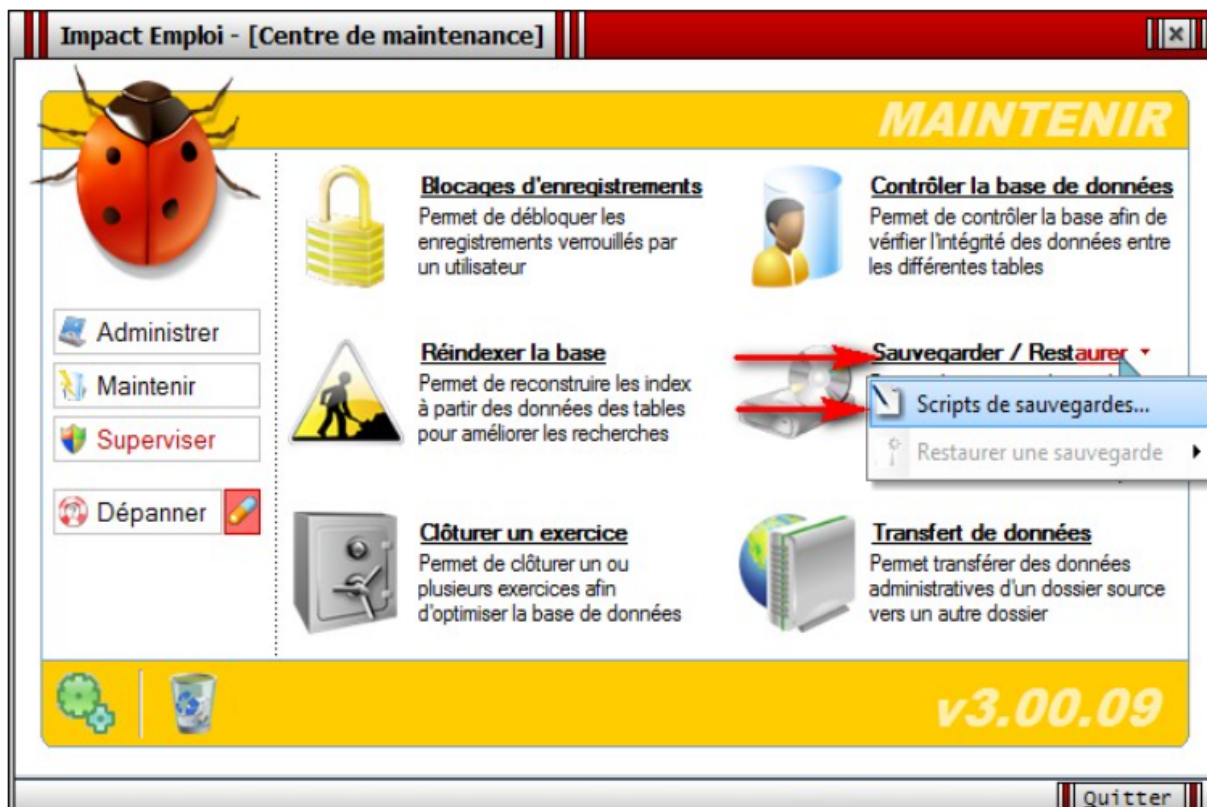 Impact Emploi - [Centre de maintenance]
MAINTENIR
Blocages d'enregistrements
Permet de débloquer les
enregistrements verrouillés par
un utilisateur
Contrôler la base de données
Permet de contrôler la base afin de
vérifier l'intégrité des données entre
les différentes tables
Administrer
Maintenir
Superviser
Dépanner
Réindexer la base
Permet de reconstruire les index
à partir des données des tables
pour améliorer les recherches
Sauvegarder / Restaurer
Scripts de sauvegardes...
Restaurer une sauvegarde
Clôturer un exercice
Permet de clôturer un ou
plusieurs exercices afin
d'optimiser la base de données
Transfert de données
Permet transférer des données
administratives d'un dossier source
vers un autre dossier
v3.00.09
Quitter